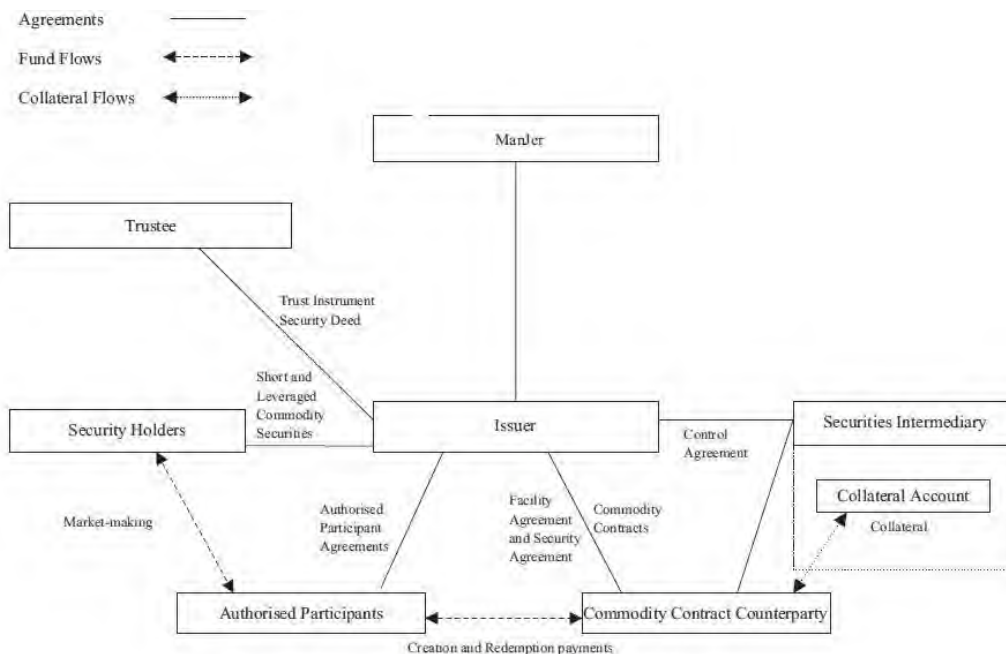 Agreements
Fund Flows
Collateral Flows
ManJer
Trustee
Trust Instrument
Security Deed
Short and
Leveraged
Commodity
Securities
Security Holders
Issuer
Securities Intermediary
Control
Agreement
Collateral Account
Collateral
Market-making
Authorised
Participant
Agreements
Facility
Agreement
and Security
Agreement
Commodity
Contracts
Authorised Participants
Commodity Contract Counterparty
Creation and Redemption payments